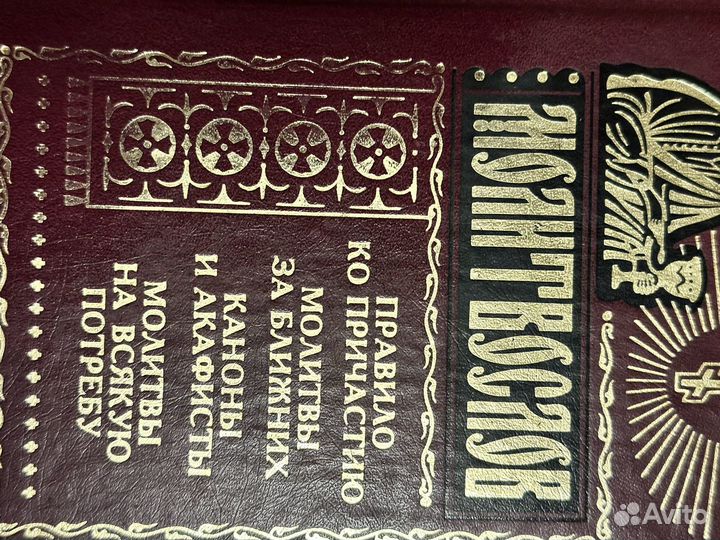 МОЛИТВОСЛОВ
ПРАВИЛО
КО ПРИЧАСТИЮ
МОЛИТВЫ
ЗА БЛИЖНИХ
КАНОНЫ
И АКАФИСТЫ
МОЛИТВЫ
НА ВСЯКУЮ
ПОТРЕБУ
Avito